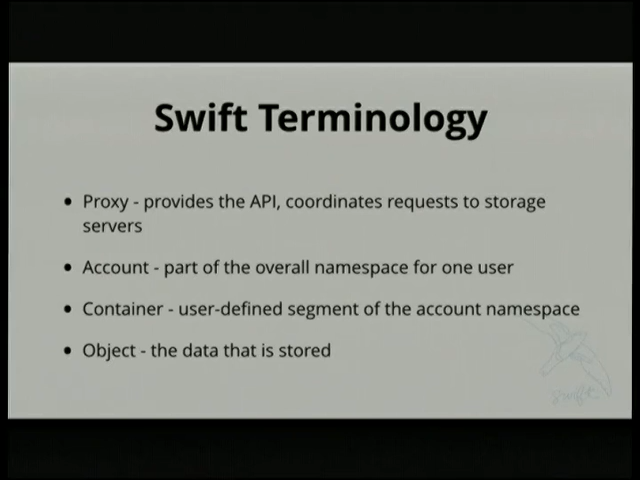 Swift Terminology
• Proxy - provides the API, coordinates requests to storage
servers
• Account - part of the overall namespace for one user
• Container - user-defined segment of the account namespace
• Object - the data that is stored
Swift